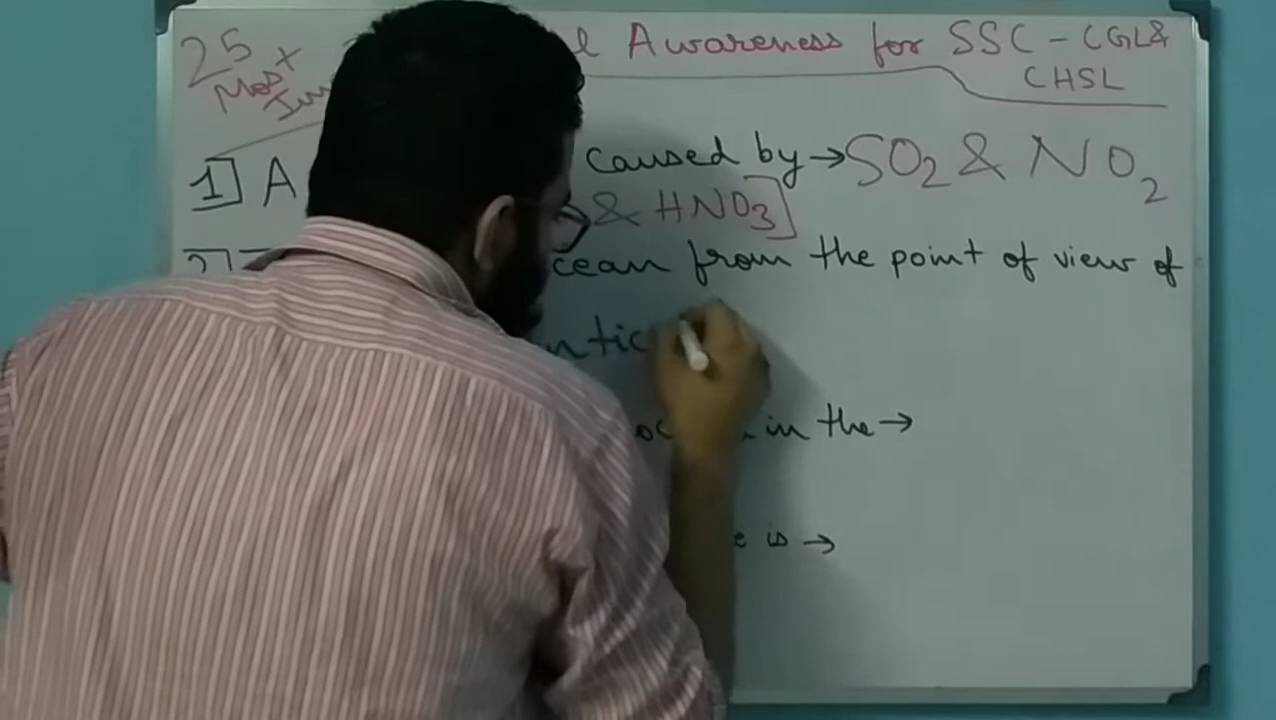 25 Awareness for SSC - CGL &
Most CHSL
1] A caused by → SO2 & NO2
& HNO3]
cean from the point of view of
ntic
in the →
is →